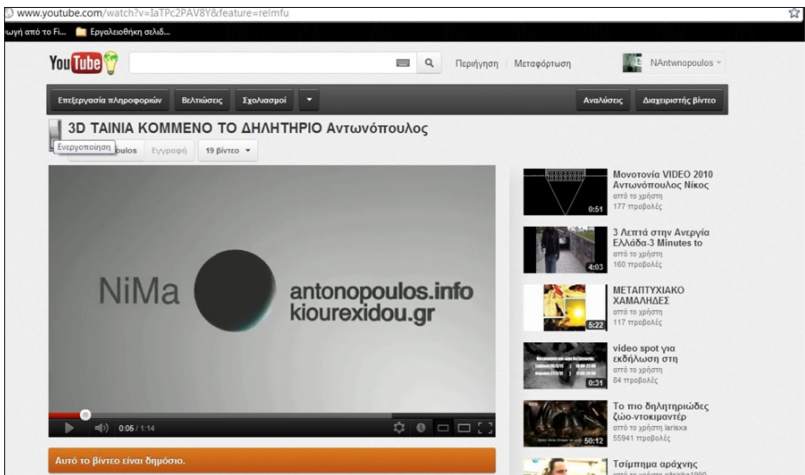 www.youtube.com/watch?v=IaTPc2PAV8Y&feature=relmfu
ωγή από το Fi... Εργαλειοθήκη σελιδ...
YouTube
Περιήγηση Μεταφόρτωση NAntwnopoulos
Επεξεργασία πληροφοριών Βελτιώσεις Σχολιασμοί Αναλύσεις Διαχειριστής βίντεο
3D ΤΑΙΝΙΑ ΚΟΜΜΕΝΟ ΤΟ ΔΗΛΗΤΗΡΙΟ Αντωνόπουλος
Ενεργοποίηση oulos Εγγραφή 19 βίντεο
NiMa
antonopoulos.info
kiourexidou.gr
0:05 / 1:14
Αυτό το βίντεο είναι δημόσιο.
Μονοτονία VIDEO 2010
Αντωνόπουλος Νίκος
από το χρήστη
177 προβολές
0:51
3 Λεπτά στην Ανεργία
Ελλάδα-3 Minutes to
από το χρήστη
160 προβολές
4:03
ΜΕΤΑΠΤΥΧΙΑΚΟ
ΧΑΜΑΛΗΔΕΣ
από το χρήστη
117 προβολές
5:22
video spot για
εκδήλωση στη
από το χρήστη
84 προβολές
0:31
Το πιο δηλητηριώδες
ζώο-ντοκιμαντέρ
από το χρήστη larisxa
55941 προβολές
50:12
Τσίμπημα αράχνης